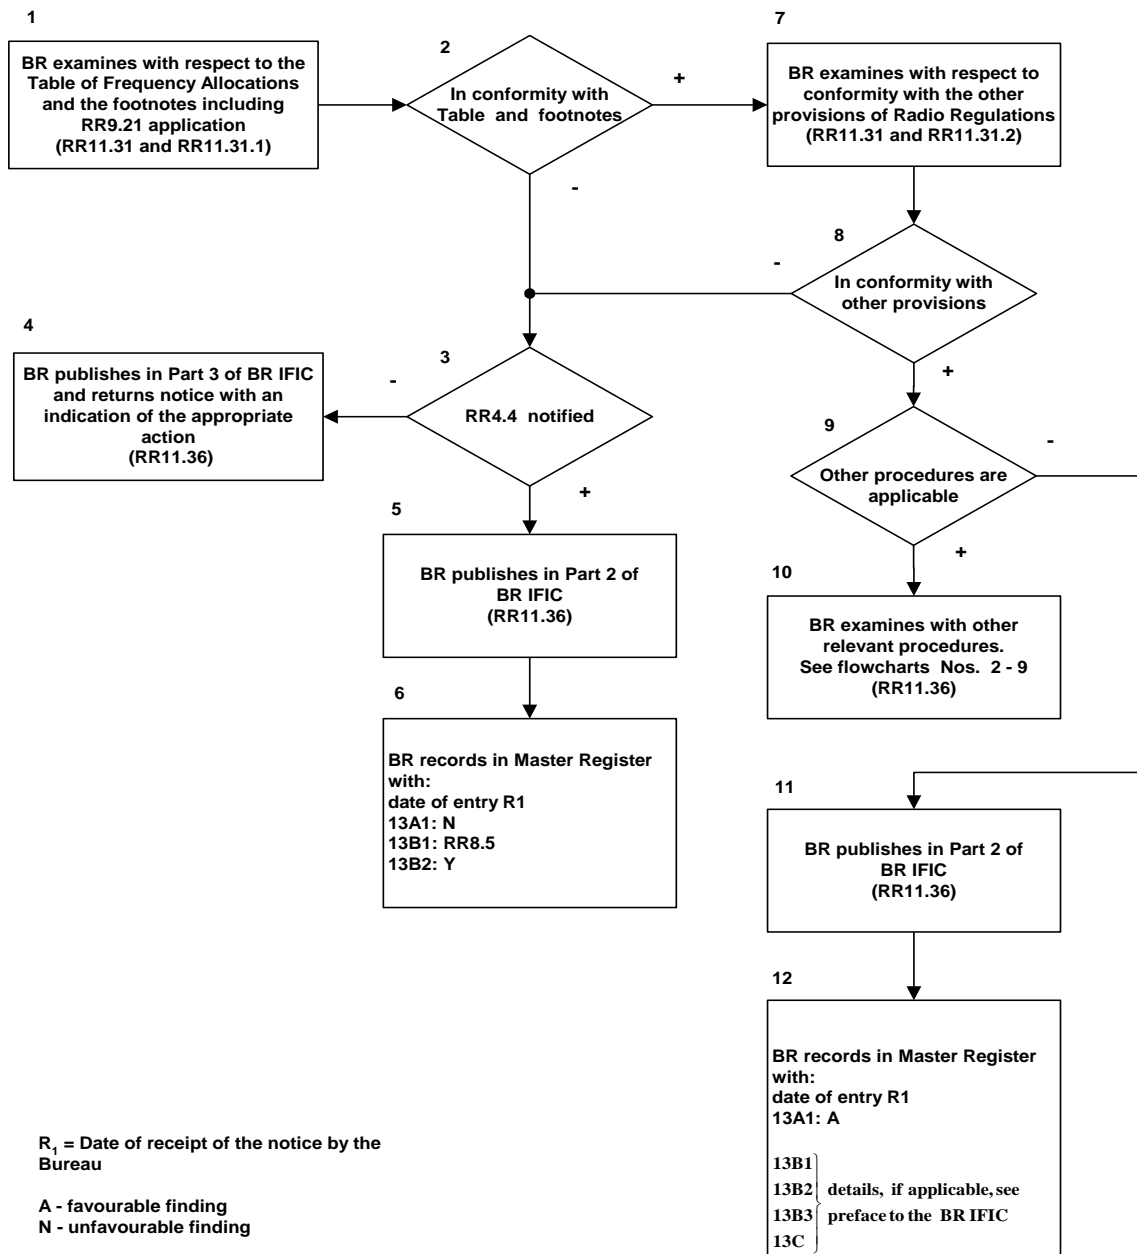 1
BR examines with respect to the
Table of Frequency Allocations
and the footnotes including
RR9.21 application
(RR11.31 and RR11.31.1)
2
In conformity with
Table and footnotes
+
-
7
BR examines with respect to
conformity with the other
provisions of Radio Regulations
(RR11.31 and RR11.31.2)
8
In conformity with
other provisions
-
+
4
BR publishes in Part 3 of BR IFIC
and returns notice with an
indication of the appropriate
action
(RR11.36)
3
RR4.4 notified
-
+
9
Other procedures are
applicable
-
+
5
BR publishes in Part 2 of
BR IFIC
(RR11.36)
10
BR examines with other
relevant procedures.
See flowcharts Nos. 2 - 9
(RR11.36)
6
BR records in Master Register
with:
date of entry R1
13A1: N
13B1: RR8.5
13B2: Y
11
BR publishes in Part 2 of
BR IFIC
(RR11.36)
12
BR records in Master Register
with:
date of entry R1
13A1: A
13B1
13B2 details, if applicable, see
13B3 preface to the BR IFIC
13C
R1 = Date of receipt of the notice by the
Bureau
A - favourable finding
N - unfavourable finding